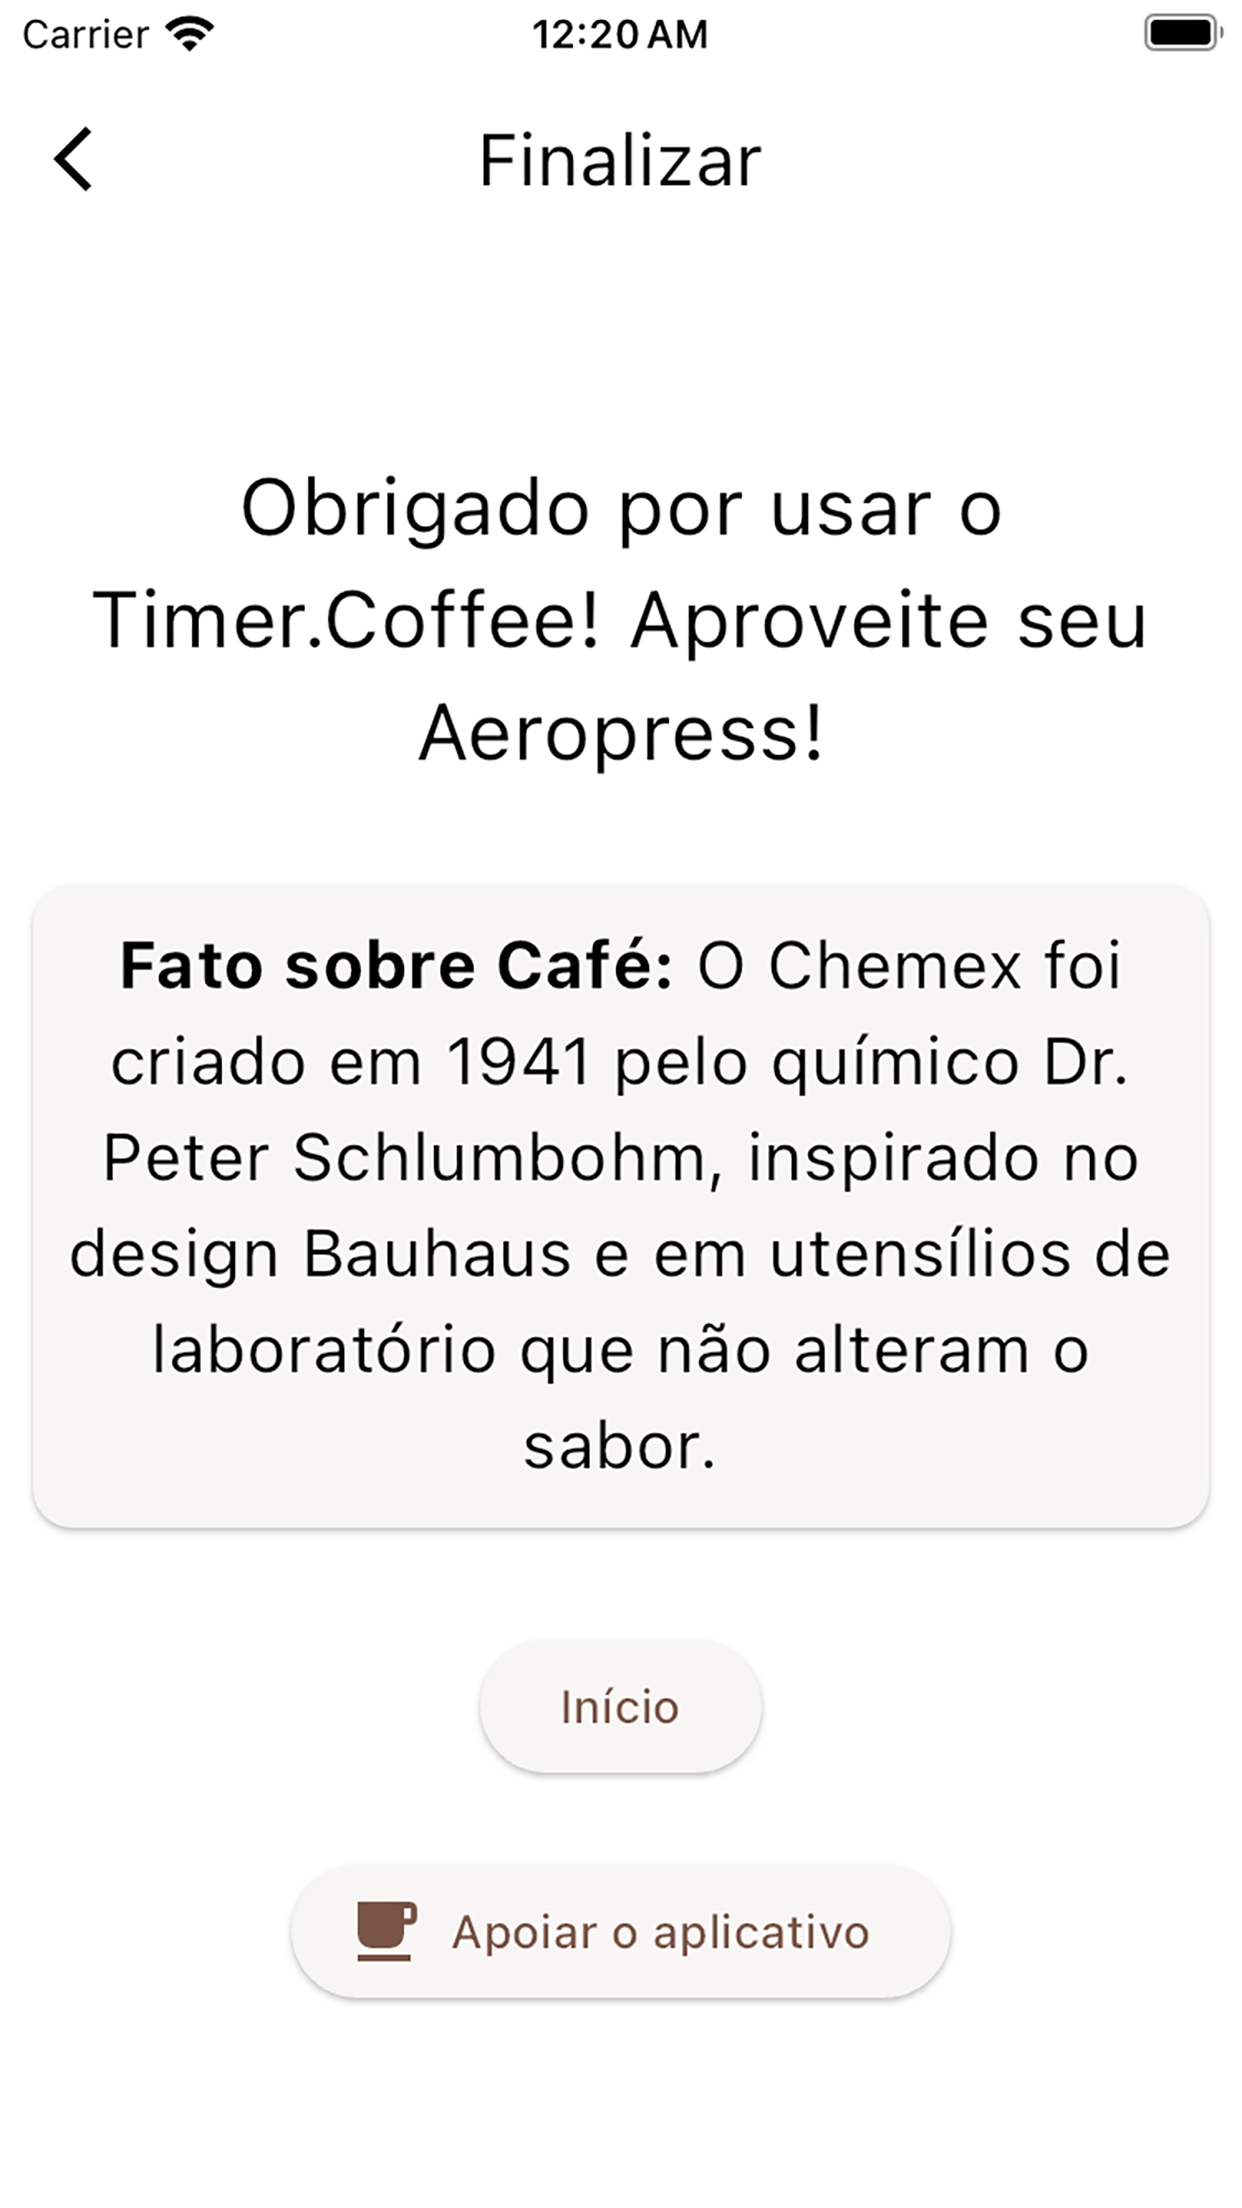 Carrier 12:20 AM
Finalizar
Obrigado por usar o
Timer.Coffee! Aproveite seu
Aeropress!
Fato sobre Café: O Chemex foi
criado em 1941 pelo químico Dr.
Peter Schlumbohm, inspirado no
design Bauhaus e em utensílios de
laboratório que não alteram o
sabor.
Início
Apoiar o aplicativo